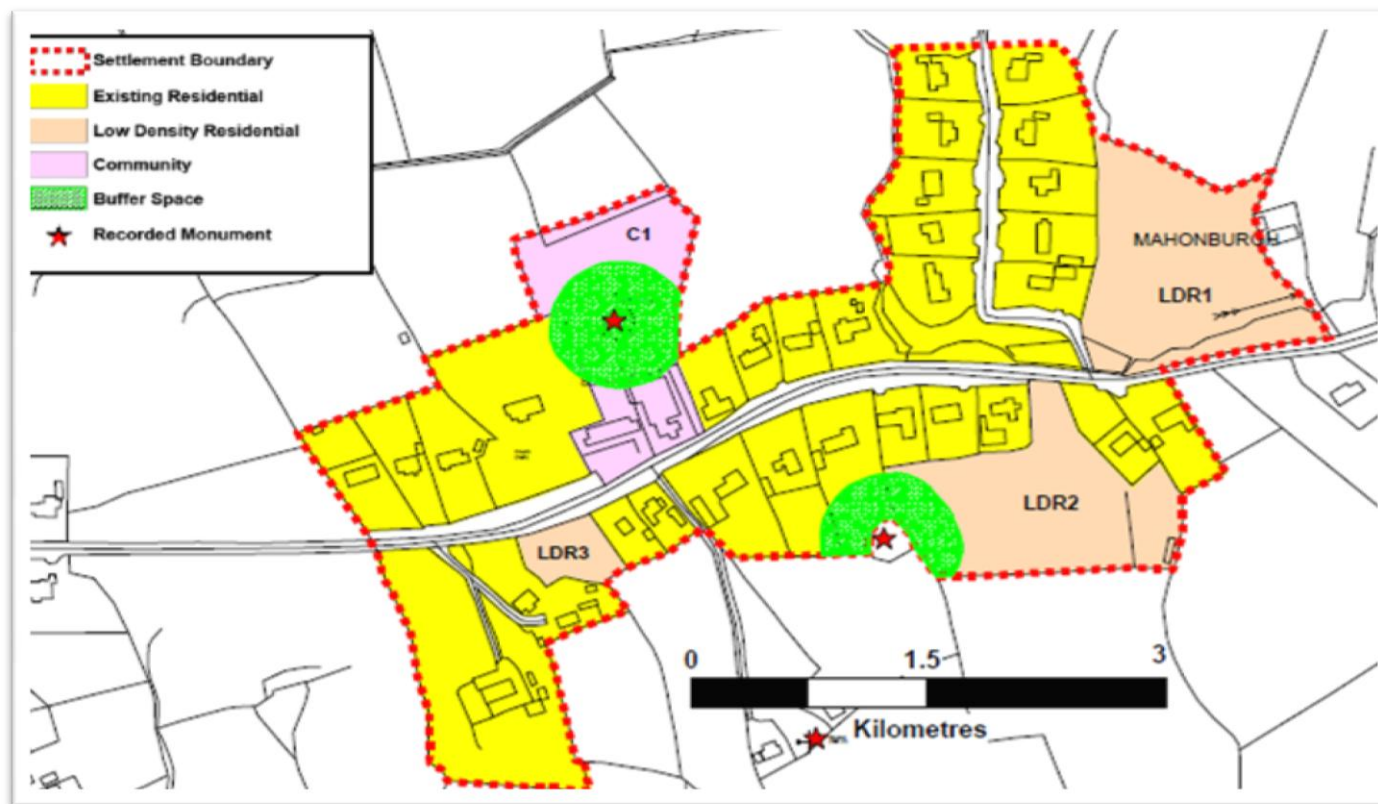 Settlement Boundary
Existing Residential
Low Density Residential
Community
Buffer Space
Recorded Monument
C1
MAHONBURGH
LDR1
LDR2
LDR3
0 1.5 3
Kilometres